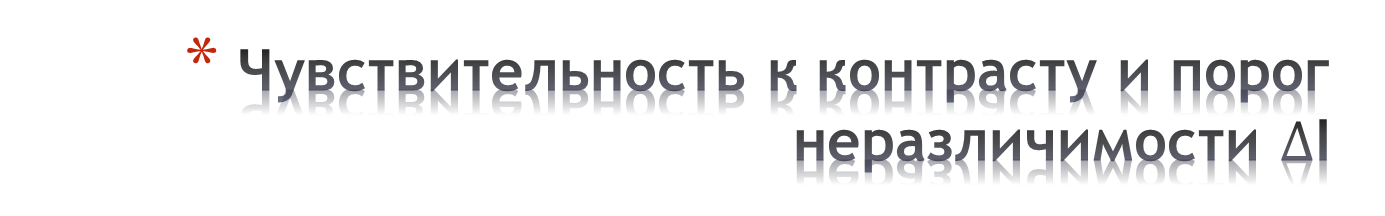 * Чувствительность к контрасту и порог
неразличимости ΔI